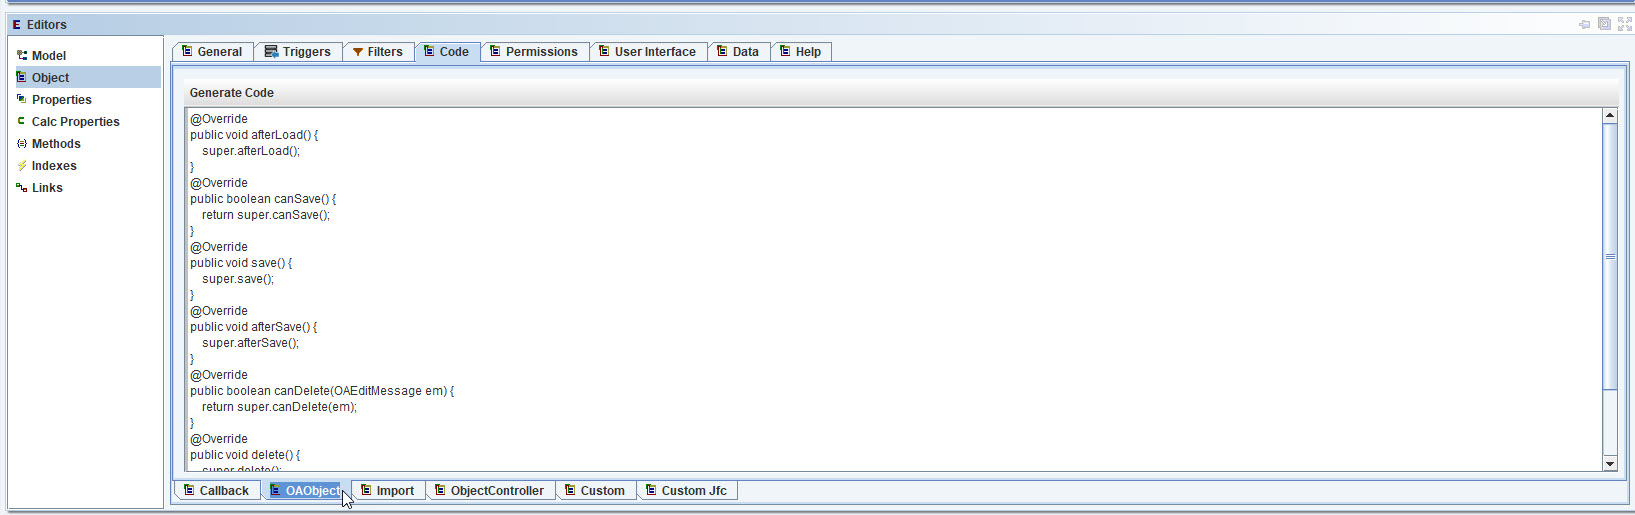 Editors
Model
Object
Properties
Calc Properties
Methods
Indexes
Links
General Triggers Filters Code Permissions User Interface Data Help
Generate Code
@Override
public void afterLoad() {
super.afterLoad();
}
@Override
public boolean canSave() {
return super.canSave();
}
@Override
public void save() {
super.save();
}
@Override
public void afterSave() {
super.afterSave();
}
@Override
public boolean canDelete(OAEditMessage em) {
return super.canDelete(em);
}
@Override
public void delete() {
super.delete();
Callback OAObject Import ObjectController Custom Custom Jfc